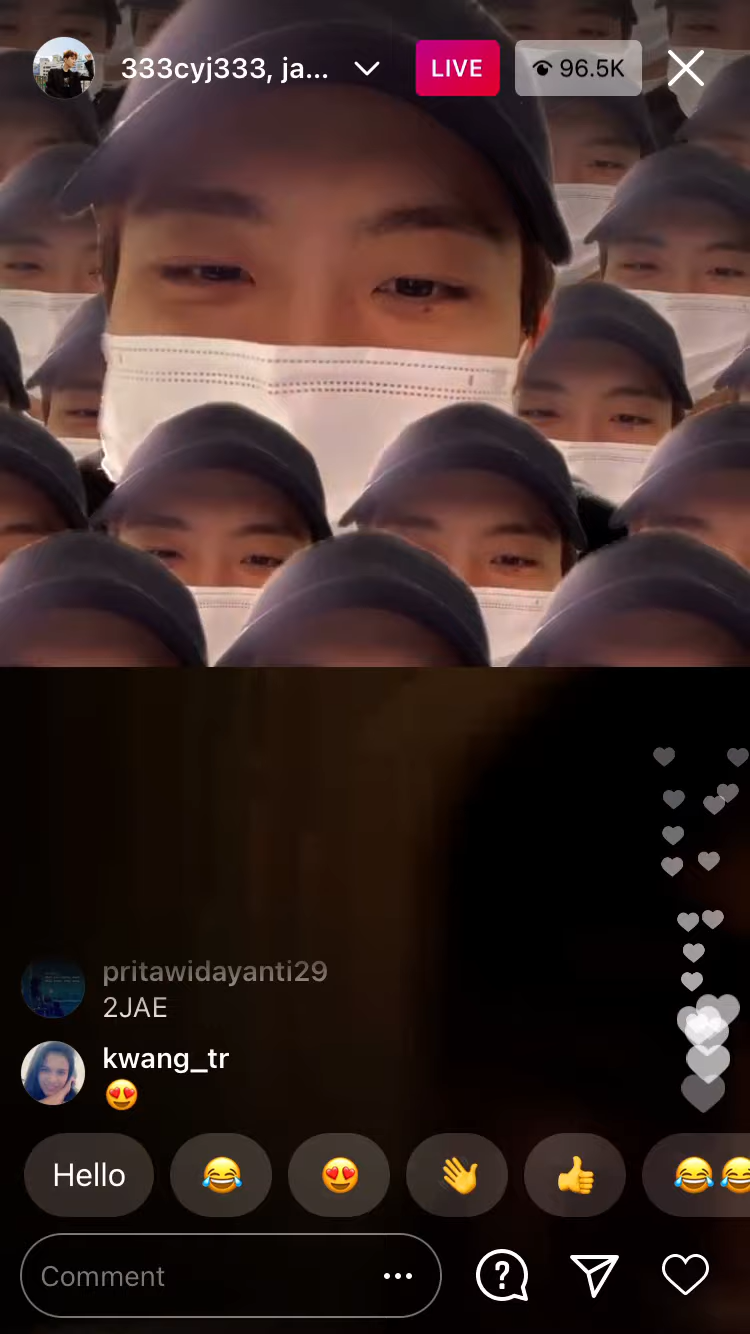 333cyj333, ja...
LIVE
96.5K
pritawidayanti29
2JAE
kwang_tr
😍
Hello
😂
😍
👋
👍
😂😂
Comment